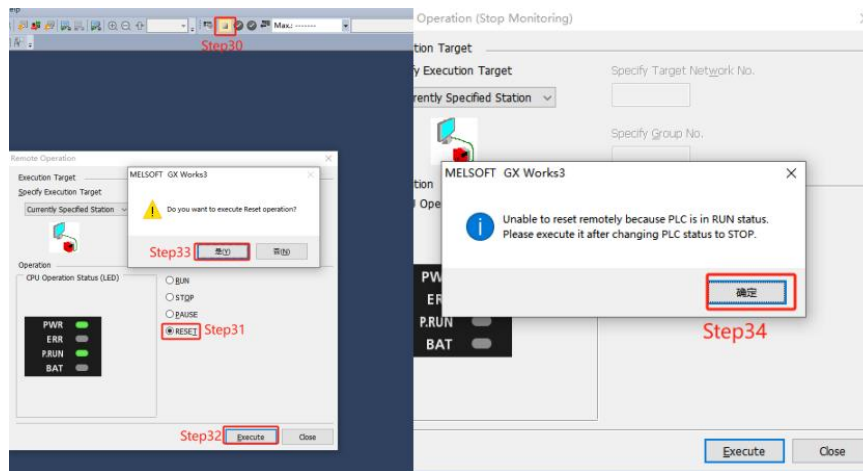 Max.: -------
Step30
Remote Operation
Execution Target
Specify Execution Target
Currently Specified Station
MELSOFT GX Works3
Do you want to execute Reset operation?
Step33
是(Y)
否(N)
Operation
CPU Operation Status (LED)
RUN
STOP
PAUSE
RESET
Step31
PWR
ERR
P.RUN
BAT
Step32
Execute
Close
Operation (Stop Monitoring)
tion Target
y Execution Target
Specify Target Network No.
rently Specified Station
Specify Group No.
tion
Ope
MELSOFT GX Works3
Unable to reset remotely because PLC is in RUN status.
Please execute it after changing PLC status to STOP.
确定
Step34
PW
ER
P.RUN
BAT
Execute
Close